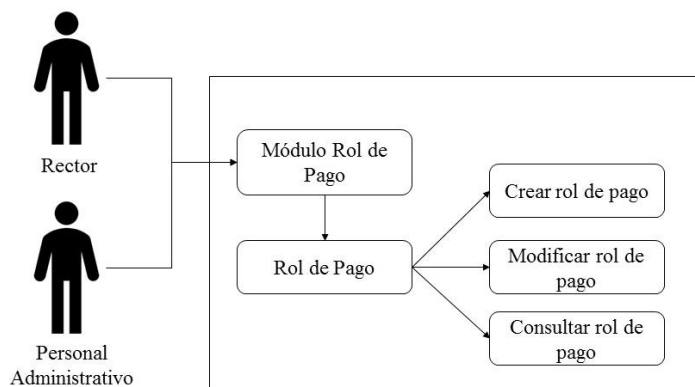 Rector
Personal
Administrativo
Módulo Rol de
Pago
Rol de Pago
Crear rol de pago
Modificar rol de
pago
Consultar rol de
pago